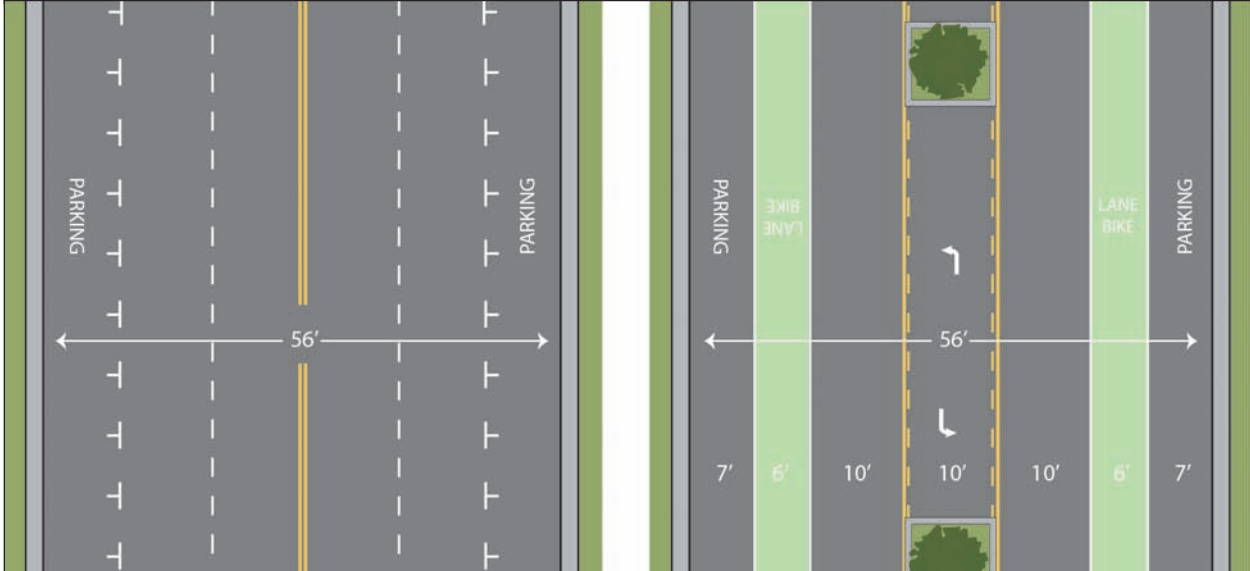 PARKING
PARKING
56′
PARKING
BIKE
LANE
LANE
BIKE
PARKING
56′
7′
6′
10′
10′
10′
6′
7′